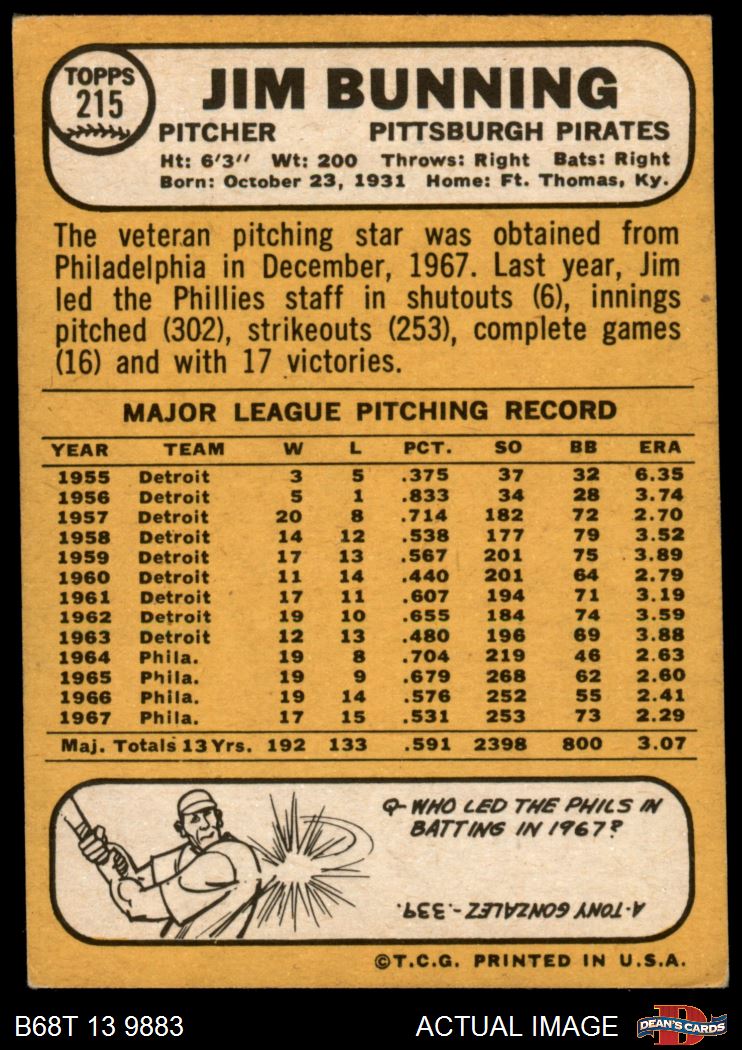 TOPPS
215
JIM BUNNING
PITCHER PITTSBURGH PIRATES
Ht: 6'3" Wt: 200 Throws: Right Bats: Right
Born: October 23, 1931 Home: Ft. Thomas, Ky.
The veteran pitching star was obtained from
Philadelphia in December, 1967. Last year, Jim
led the Phillies staff in shutouts (6), innings
pitched (302), strikeouts (253), complete games
(16) and with 17 victories.
MAJOR LEAGUE PITCHING RECORD
YEAR TEAM W L PCT. SO BB ERA
1955 Detroit 3 5 .375 37 32 6.35
1956 Detroit 5 1 .833 34 28 3.74
1957 Detroit 20 8 .714 182 72 2.70
1958 Detroit 14 12 .538 177 79 3.52
1959 Detroit 17 13 .567 201 75 3.89
1960 Detroit 11 14 .440 201 64 2.79
1961 Detroit 17 11 .607 194 71 3.19
1962 Detroit 19 10 .655 184 74 3.59
1963 Detroit 12 13 .480 196 69 3.88
1964 Phila. 19 8 .704 219 46 2.63
1965 Phila. 19 9 .679 268 62 2.60
1966 Phila. 19 14 .576 252 55 2.41
1967 Phila. 17 15 .531 253 73 2.29
Maj. Totals 13 Yrs. 192 133 .591 2398 800 3.07
Q-WHO LED THE PHILS IN
BATTING IN 1967?
A-TONY GONZALEZ-.339.
©T.C.G. PRINTED IN U.S.A.
B68T 13 9883 ACTUAL IMAGE
D
DEAN'S CARDS